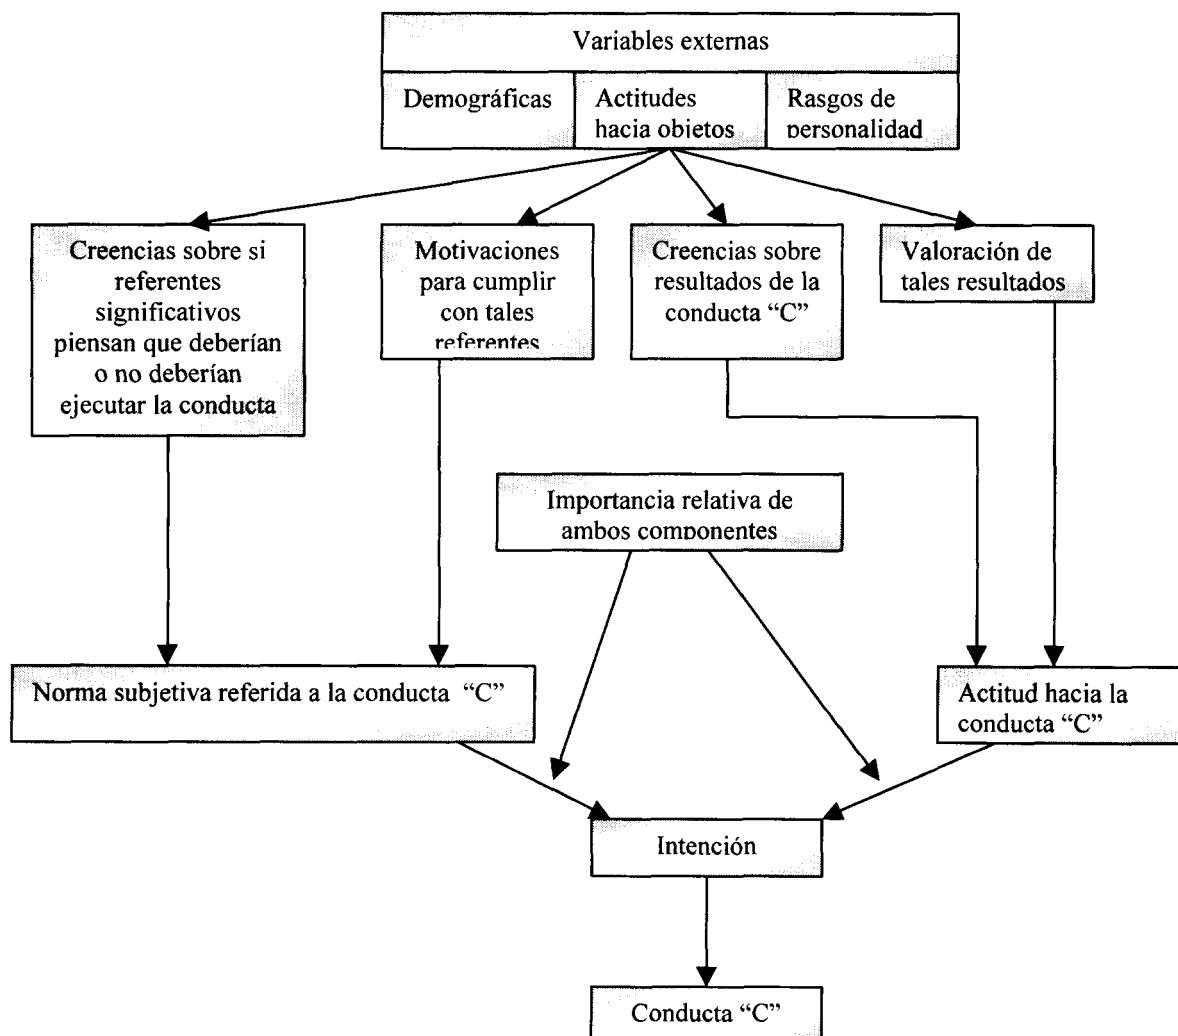 Variables externas
Demográficas
Actitudes
hacia objetos
Rasgos de
personalidad
Creencias sobre si
referentes
significativos
piensan que deberían
o no deberían
ejecutar la conducta
Motivaciones
para cumplir
con tales
referentes
Creencias sobre
resultados de la
conducta “C”
Valoración de
tales resultados
Importancia relativa de
ambos componentes
Norma subjetiva referida a la conducta “C”
Actitud hacia la
conducta “C”
Intención
Conducta “C”